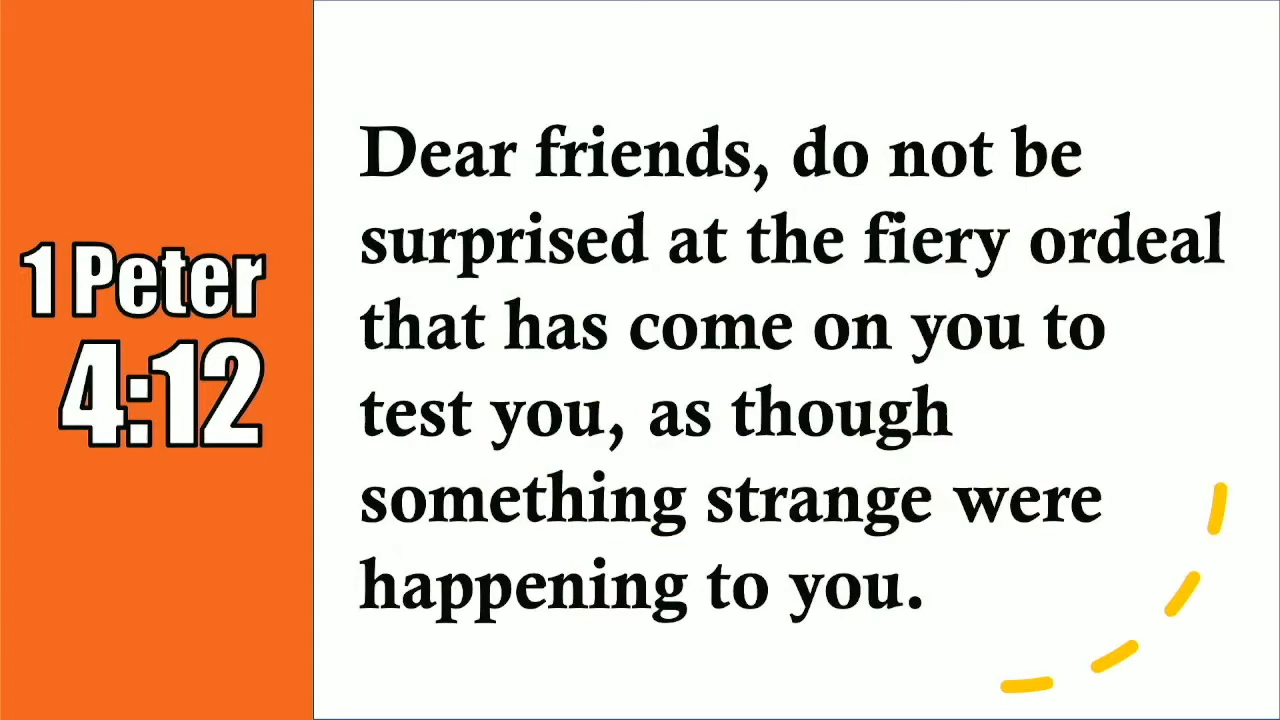 1 Peter
4:12
Dear friends, do not be
surprised at the fiery ordeal
that has come on you to
test you, as though
something strange were
happening to you.